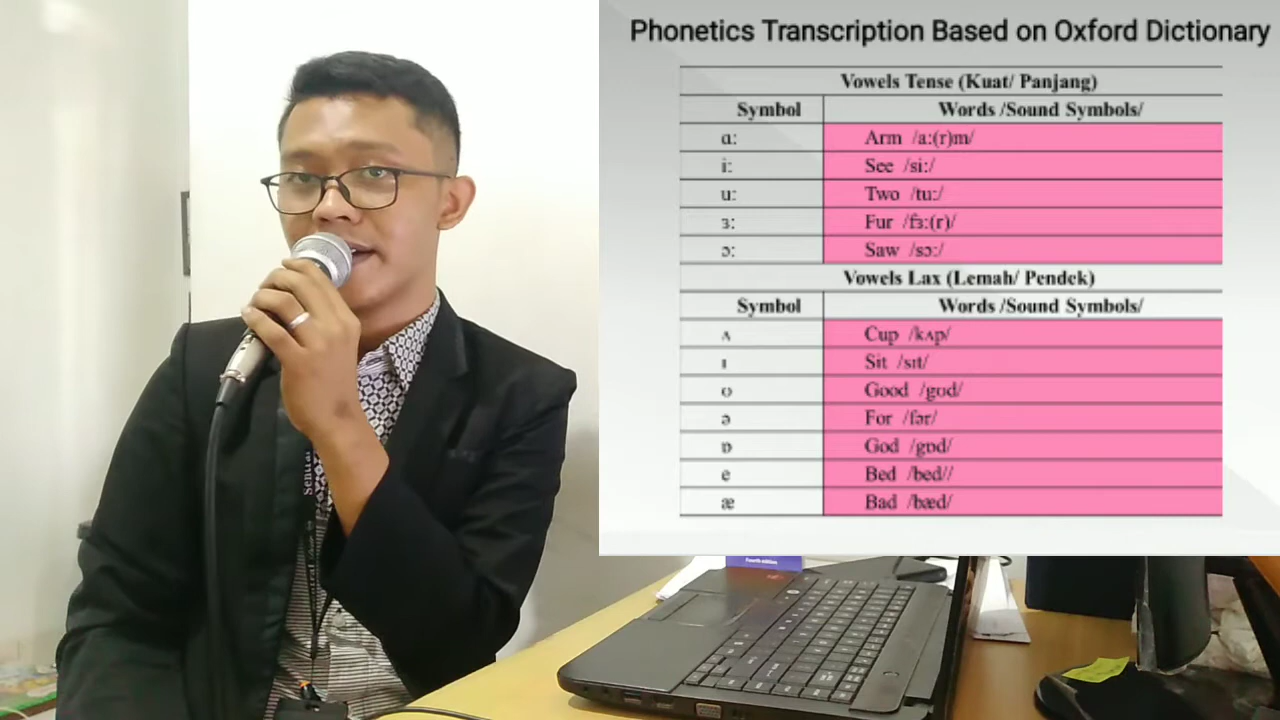 Phonetics Transcription Based on Oxford Dictionary
Vowels Tense (Kuat/ Panjang)
Symbol Words /Sound Symbols/
ɑ: Arm /a:(r)m/
i: See /si:/
u: Two /tu:/
ɜ: Fur /fɜ:(r)/
ɔ: Saw /sɔ:/
Vowels Lax (Lemah/ Pendek)
Symbol Words /Sound Symbols/
ʌ Cup /kʌp/
ɪ Sit /sɪt/
ʊ Good /gʊd/
ə For /fər/
ɒ God /gɒd/
e Bed /bed//
æ Bad /bæd/
Fourth edition